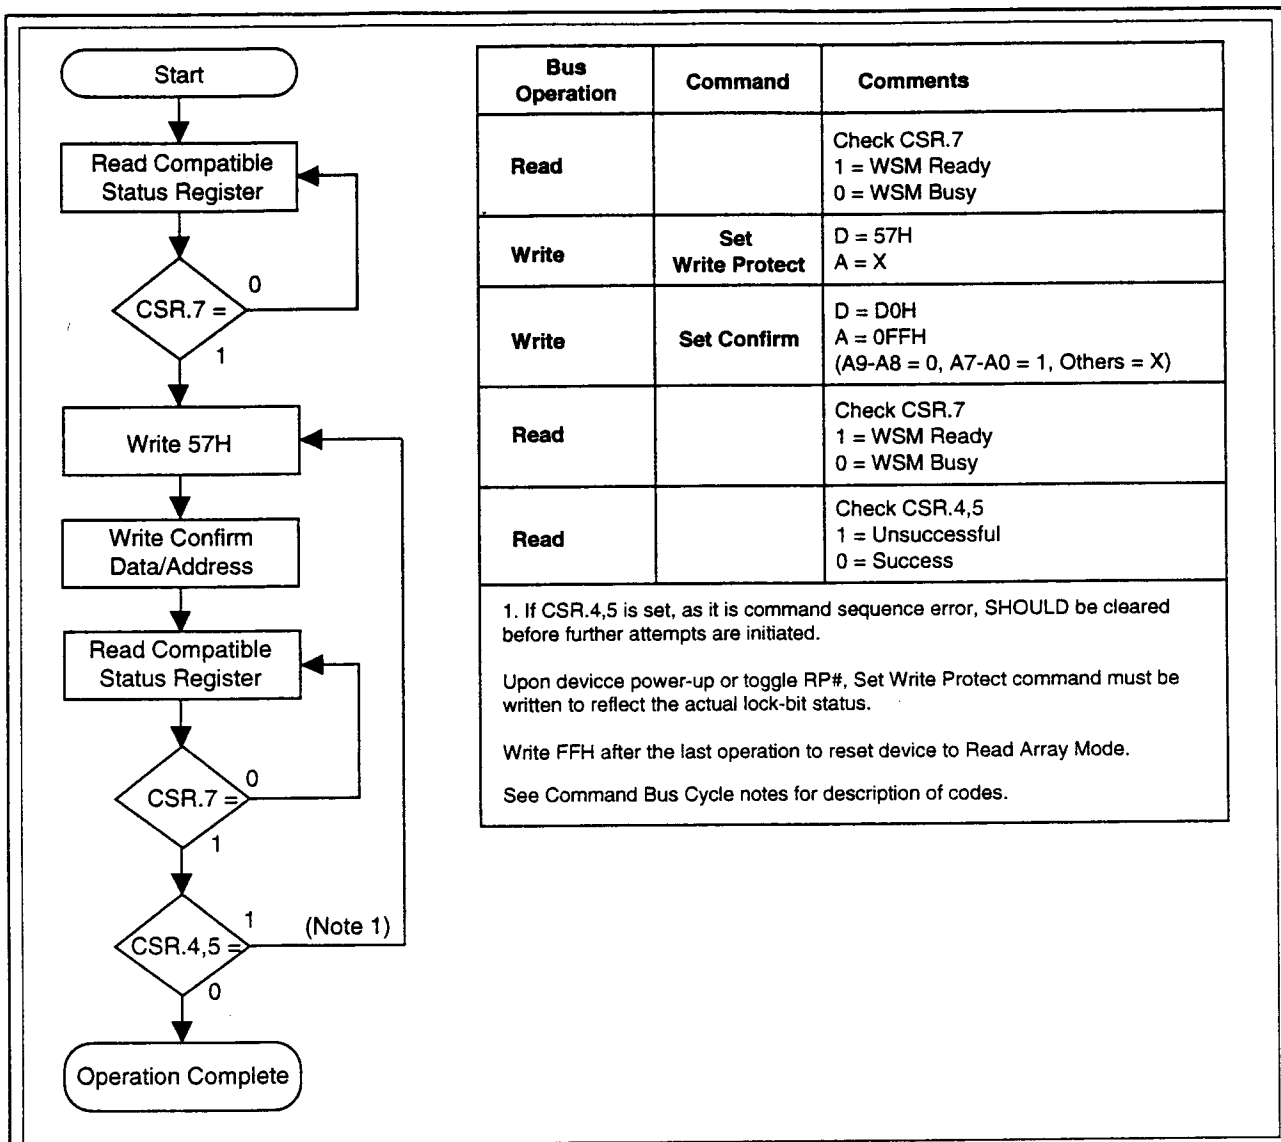 Start
Read Compatible
Status Register
CSR.7 =
0
1
Write 57H
Write Confirm
Data/Address
Read Compatible
Status Register
CSR.7 =
0
1
CSR.4,5 =
1
(Note 1)
0
Operation Complete
Bus
Operation
Command
Comments
Read
Check CSR.7
1 = WSM Ready
0 = WSM Busy
Write
Set
Write Protect
D = 57H
A = X
Write
Set Confirm
D = D0H
A = 0FFH
(A9-A8 = 0, A7-A0 = 1, Others = X)
Read
Check CSR.7
1 = WSM Ready
0 = WSM Busy
Read
Check CSR.4,5
1 = Unsuccessful
0 = Success
1. If CSR.4,5 is set, as it is command sequence error, SHOULD be cleared
before further attempts are initiated.
Upon devicce power-up or toggle RP#, Set Write Protect command must be
written to reflect the actual lock-bit status.
Write FFH after the last operation to reset device to Read Array Mode.
See Command Bus Cycle notes for description of codes.